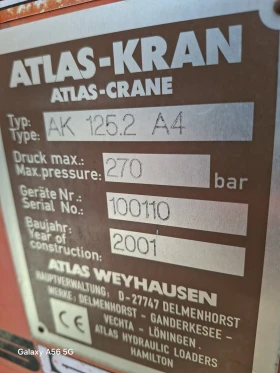 ATLAS-KRAN
ATLAS-CRANE
Typ:
Type: AK 125.2 A4
Druck max.:
Max.pressure: 270 bar
Geräte Nr.:
Serial No.: 100110
Baujahr:
Year of
construction: 2001
ATLAS WEYHAUSEN
HAUPTVERWALTUNG: D-27747 DELMENHORST
WERKE: DELMENHORST - GANDERKESEE -
VECHTA - LÖNINGEN.
ATLAS HYDRAULIC LOADERS
HAMILTON
CE
Galaxy A56 5G